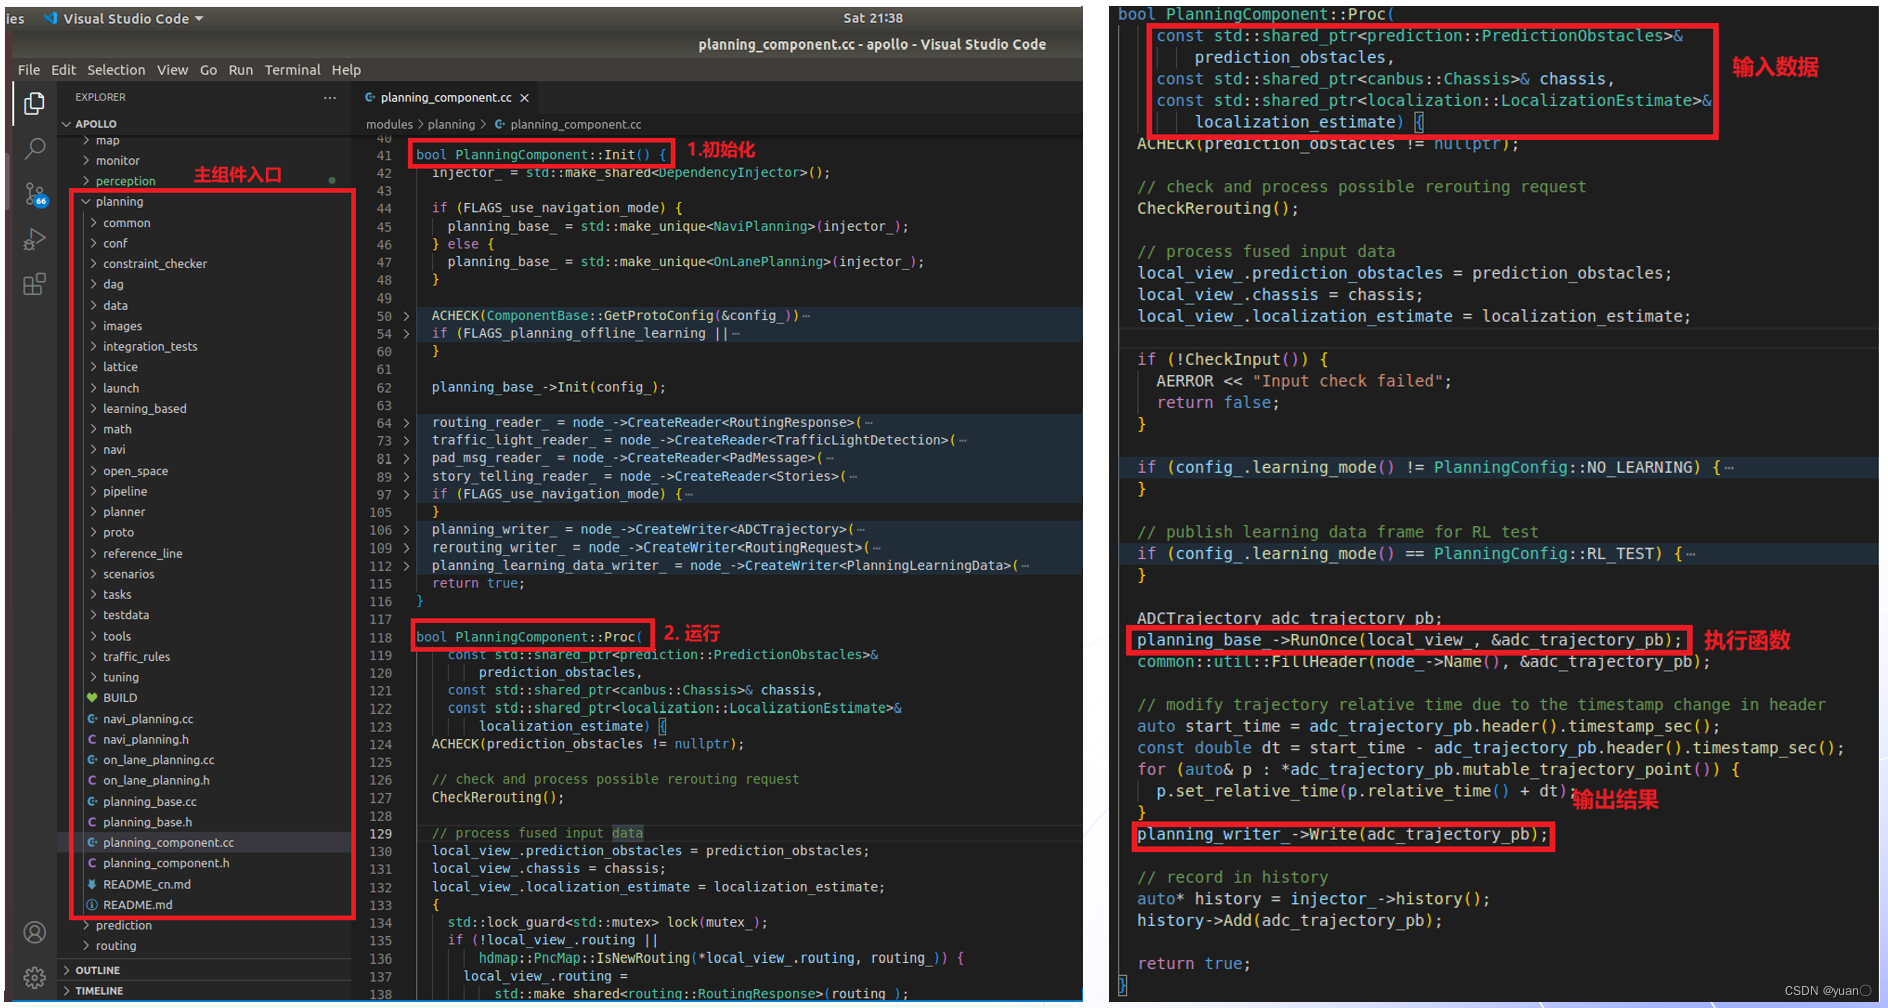 ies Visual Studio Code Sat 21:38
planning_component.cc - apollo - Visual Studio Code
File Edit Selection View Go Run Terminal Help
EXPLORER ···
APOLLO
map
monitor
perception
主组件入口
planning
common
conf
constraint_checker
dag
data
images
integration_tests
lattice
launch
learning_based
math
navi
open_space
pipeline
planner
proto
reference_line
scenarios
tasks
testdata
tools
traffic_rules
tuning
BUILD
navi_planning.cc
navi_planning.h
on_lane_planning.cc
on_lane_planning.h
planning_base.cc
planning_base.h
planning_component.cc
planning_component.h
README_cn.md
README.md
prediction
routing
OUTLINE
TIMELINE
66
planning_component.cc
modules > planning > planning_component.cc
40
41 bool PlanningComponent::Init() {
1.初始化
42 injector_ = std::make_shared<DependencyInjector>();
43
44 if (FLAGS_use_navigation_mode) {
45 planning_base_ = std::make_unique<NaviPlanning>(injector_);
46 } else {
47 planning_base_ = std::make_unique<OnLanePlanning>(injector_);
48 }
49
50 ACHECK(ComponentBase::GetProtoConfig(&config_))···
54 if (FLAGS_planning_offline_learning ||···
60 }
61
62 planning_base_->Init(config_);
63
64 routing_reader_ = node_->CreateReader<RoutingResponse>(···
73 traffic_light_reader_ = node_->CreateReader<TrafficLightDetection>(···
81 pad_msg_reader_ = node_->CreateReader<PadMessage>(···
89 story_telling_reader_ = node_->CreateReader<Stories>(···
97 if (FLAGS_use_navigation_mode) {···
105 }
106 planning_writer_ = node_->CreateWriter<ADCTrajectory>(···
109 rerouting_writer_ = node_->CreateWriter<RoutingRequest>(···
112 planning_learning_data_writer_ = node_->CreateWriter<PlanningLearningData>(···
115 return true;
116 }
117
118 bool PlanningComponent::Proc(
2. 运行
119 const std::shared_ptr<prediction::PredictionObstacles>&
120 prediction_obstacles,
121 const std::shared_ptr<canbus::Chassis>& chassis,
122 const std::shared_ptr<localization::LocalizationEstimate>&
123 localization_estimate) {
124 ACHECK(prediction_obstacles != nullptr);
125
126 // check and process possible rerouting request
127 CheckRerouting();
128
129 // process fused input data
130 local_view_.prediction_obstacles = prediction_obstacles;
131 local_view_.chassis = chassis;
132 local_view_.localization_estimate = localization_estimate;
133 {
134 std::lock_guard<std::mutex> lock(mutex_);
135 if (!local_view_.routing ||
136 hdmap::PncMap::IsNewRouting(*local_view_.routing, routing_)) {
137 local_view_.routing =
138 std::make_shared<routing::RoutingResponse>(routing_);
bool PlanningComponent::Proc(
const std::shared_ptr<prediction::PredictionObstacles>&
prediction_obstacles,
输入数据
const std::shared_ptr<canbus::Chassis>& chassis,
const std::shared_ptr<localization::LocalizationEstimate>&
localization_estimate) {
ACHECK(prediction_obstacles != nullptr);
// check and process possible rerouting request
CheckRerouting();
// process fused input data
local_view_.prediction_obstacles = prediction_obstacles;
local_view_.chassis = chassis;
local_view_.localization_estimate = localization_estimate;
if (!CheckInput()) {
AERROR << "Input check failed";
return false;
}
if (config_.learning_mode() != PlanningConfig::NO_LEARNING) {···
}
// publish learning data frame for RL test
if (config_.learning_mode() == PlanningConfig::RL_TEST) {···
}
ADCTrajectory adc_trajectory_pb;
planning_base_->RunOnce(local_view_, &adc_trajectory_pb);
执行函数
common::util::FillHeader(node_->Name(), &adc_trajectory_pb);
// modify trajectory relative time due to the timestamp change in header
auto start_time = adc_trajectory_pb.header().timestamp_sec();
const double dt = start_time - adc_trajectory_pb.header().timestamp_sec();
for (auto& p : *adc_trajectory_pb.mutable_trajectory_point()) {
p.set_relative_time(p.relative_time() + dt);
输出结果
}
planning_writer_->Write(adc_trajectory_pb);
// record in history
auto* history = injector_->history();
history->Add(adc_trajectory_pb);
return true;
}
CSDN @yuan〇